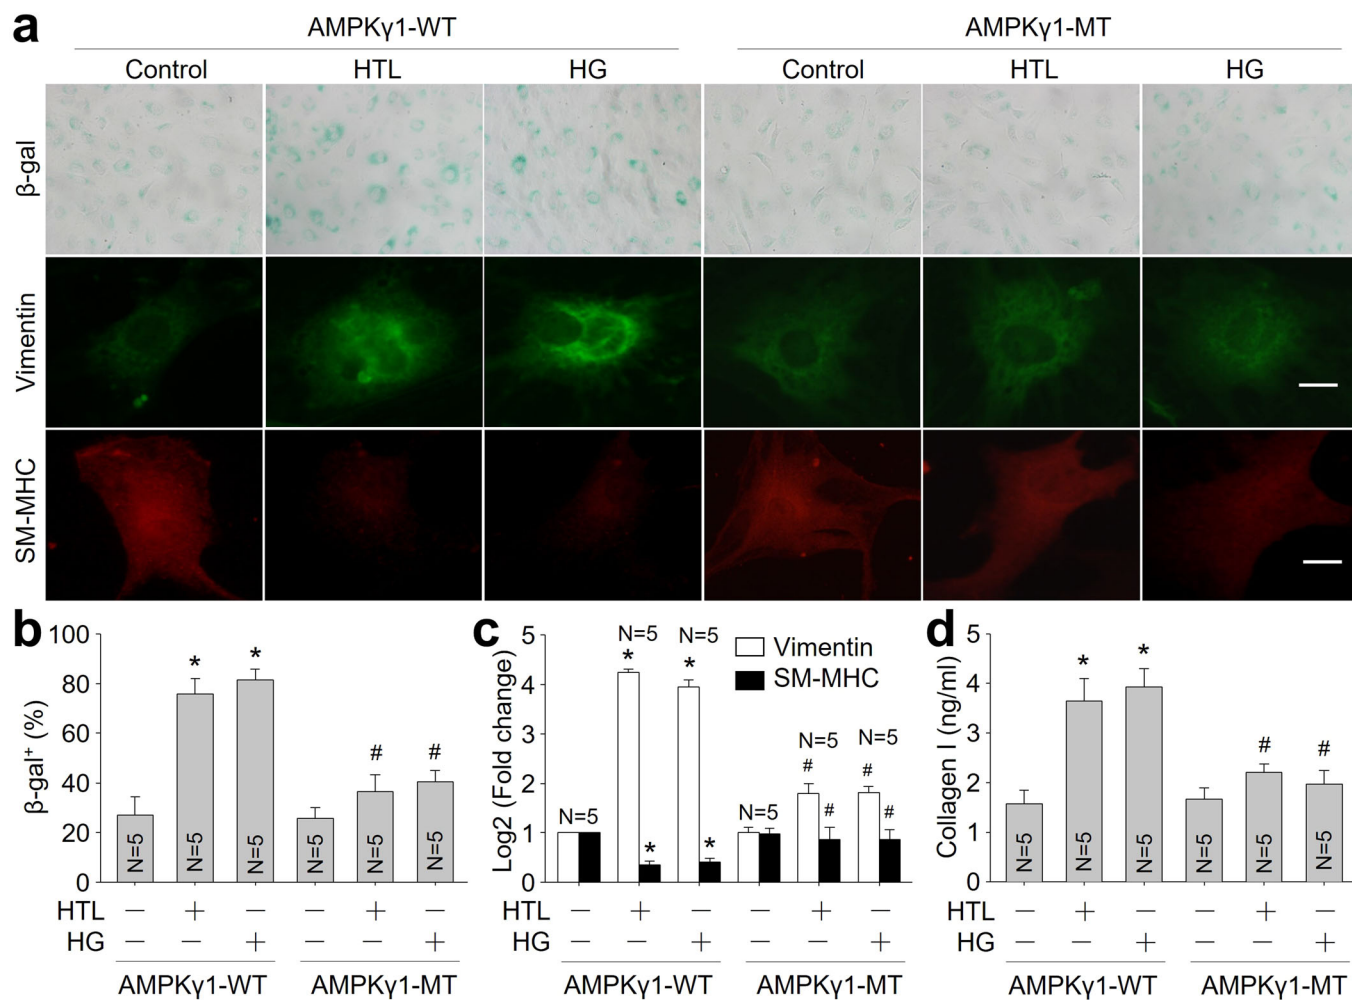 a
AMPKγ1-WT AMPKγ1-MT
Control HTL HG Control HTL HG
β-gal
Vimentin
SM-MHC
b
β-gal⁺ (%)
100
80
60
40
20
0
* * # #
N=5 N=5 N=5 N=5 N=5 N=5
HTL — + — — + —
HG — — + — — +
AMPKγ1-WT AMPKγ1-MT
c
Log2 (Fold change)
5
4
3
2
1
0
Vimentin
SM-MHC
N=5 N=5 N=5 N=5 N=5 N=5
* * # #
* * # #
— + — — + —
HG — — + — — +
AMPKγ1-WT AMPKγ1-MT
d
Collagen I (ng/ml)
5
4
3
2
1
0
* * # #
N=5 N=5 N=5 N=5 N=5 N=5
HTL — + — — + —
HG — — + — — +
AMPKγ1-WT AMPKγ1-MT